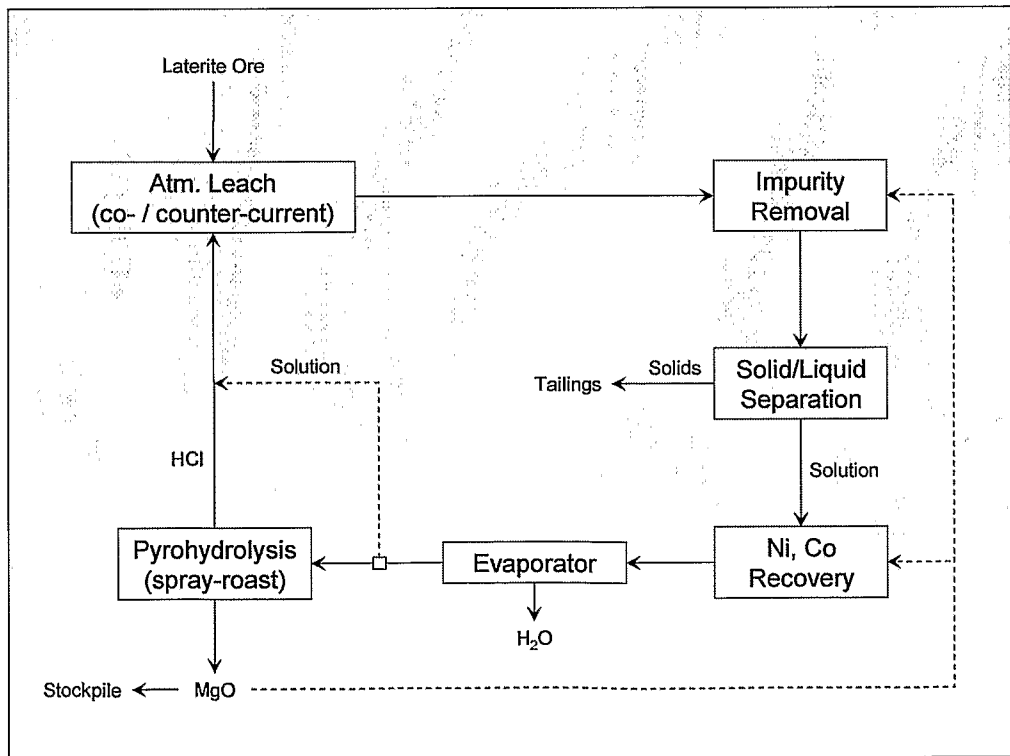 Laterite Ore
Atm. Leach
(co- / counter-current)
Impurity
Removal
Solution
Solids
Tailings
Solid/Liquid
Separation
HCl
Solution
Pyrohydrolysis
(spray-roast)
Evaporator
Ni, Co
Recovery
H₂O
Stockpile
MgO